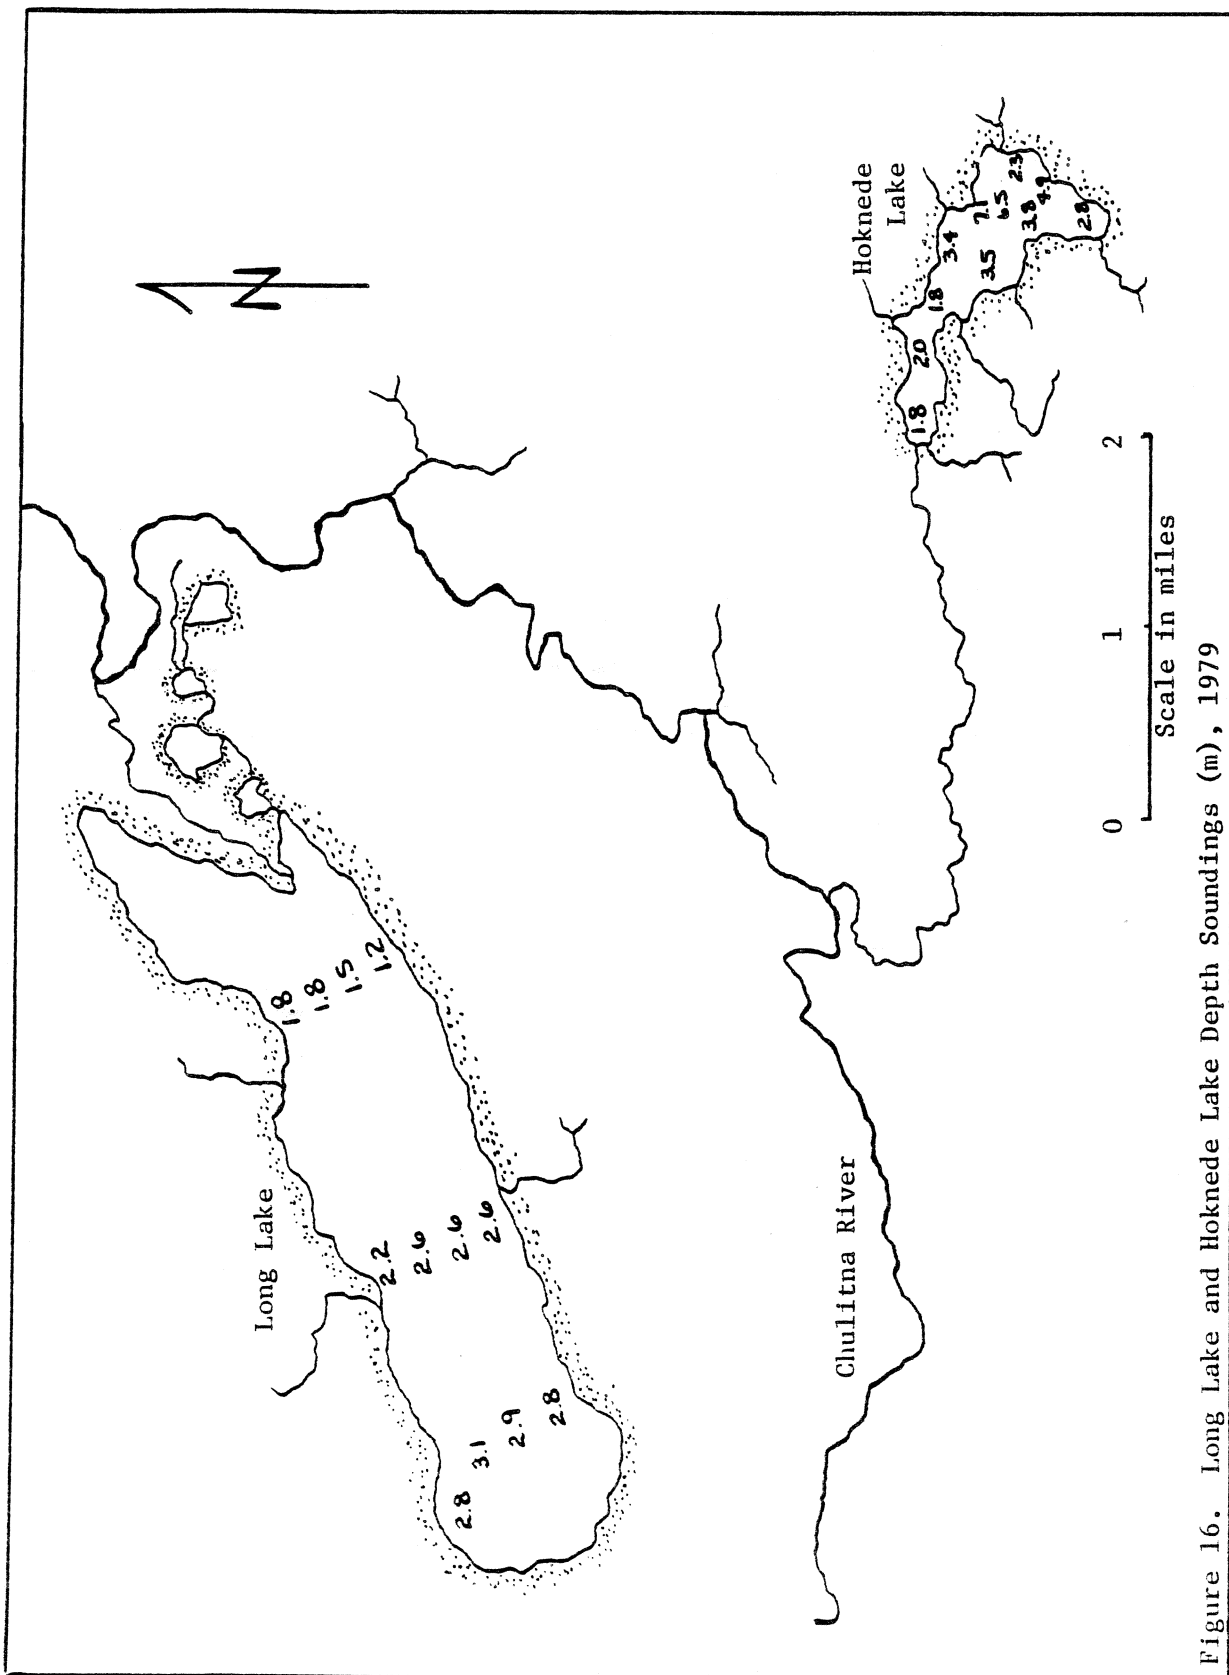 N
Long Lake
1.8
1.8
1.5
1.2
2.2
2.6
2.6
2.6
2.8
3.1
2.9
2.8
Hoknede
Lake
1.8
2.0
1.8
3.4
3.5
7.1
6.5
2.3
3.8
4.9
2.8
Chulitna River
0 1 2
Scale in miles
Figure 16. Long Lake and Hoknede Lake Depth Soundings (m), 1979